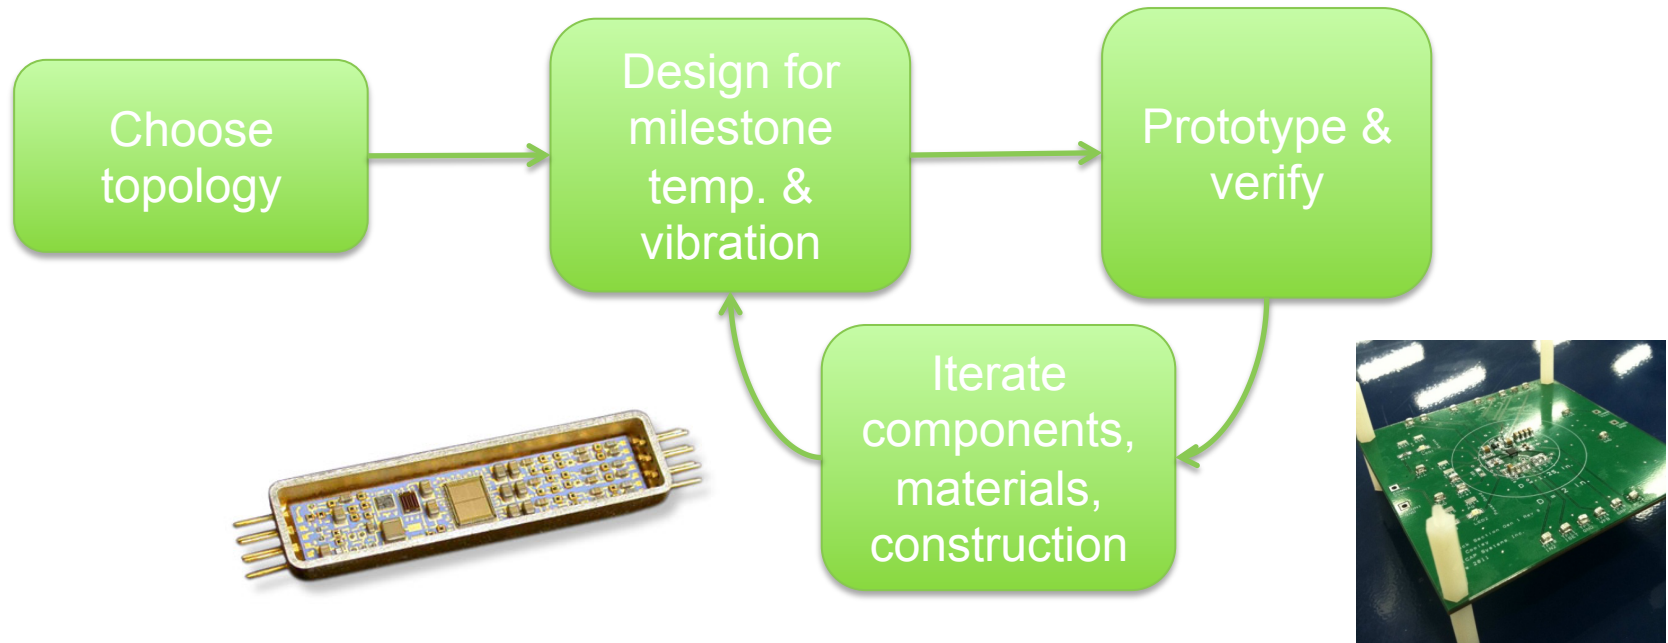 Choose
topology
Design for
milestone
temp. &
vibration
Prototype &
verify
Iterate
components,
materials,
construction